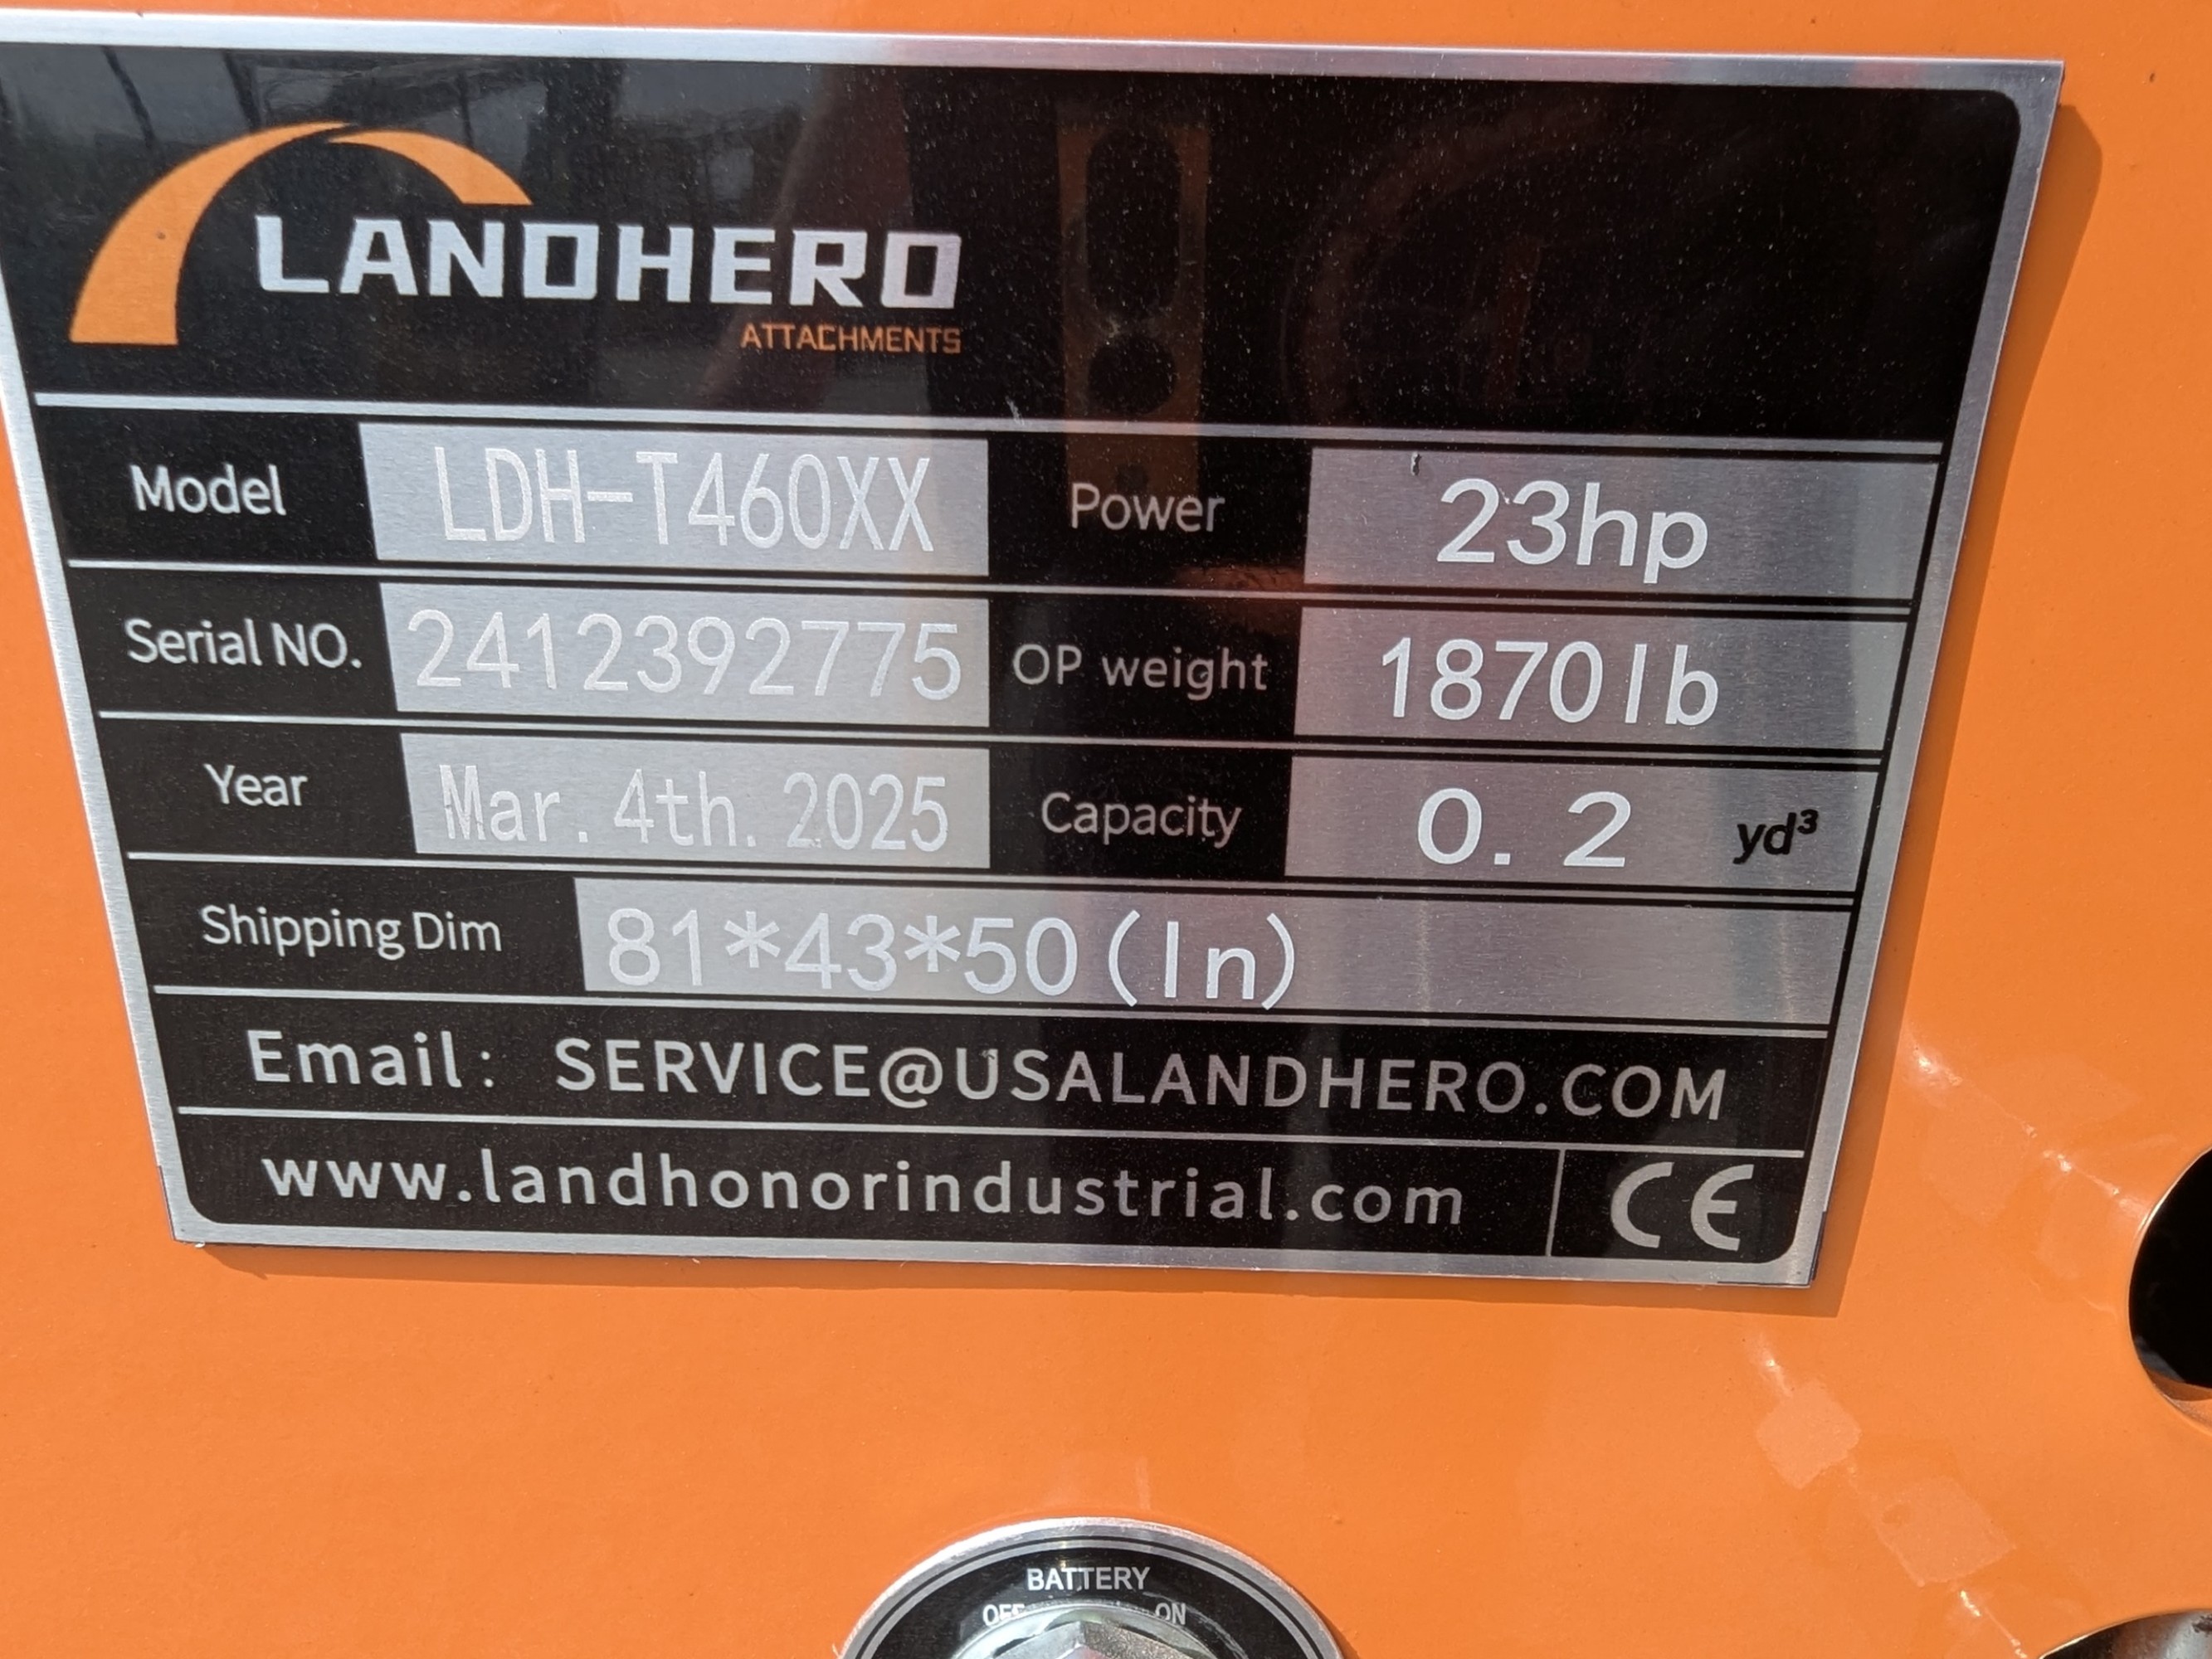 LANDHERO
ATTACHMENTS
Model LDH-T460XX Power 23hp
Serial NO. 2412392775 OP weight 1870lb
Year Mar. 4th. 2025 Capacity 0.2 yd³
Shipping Dim 81*43*50(In)
Email: SERVICE@USALANDHERO.COM
www.landhonorindustrial.com CE
BATTERY
OFF ON